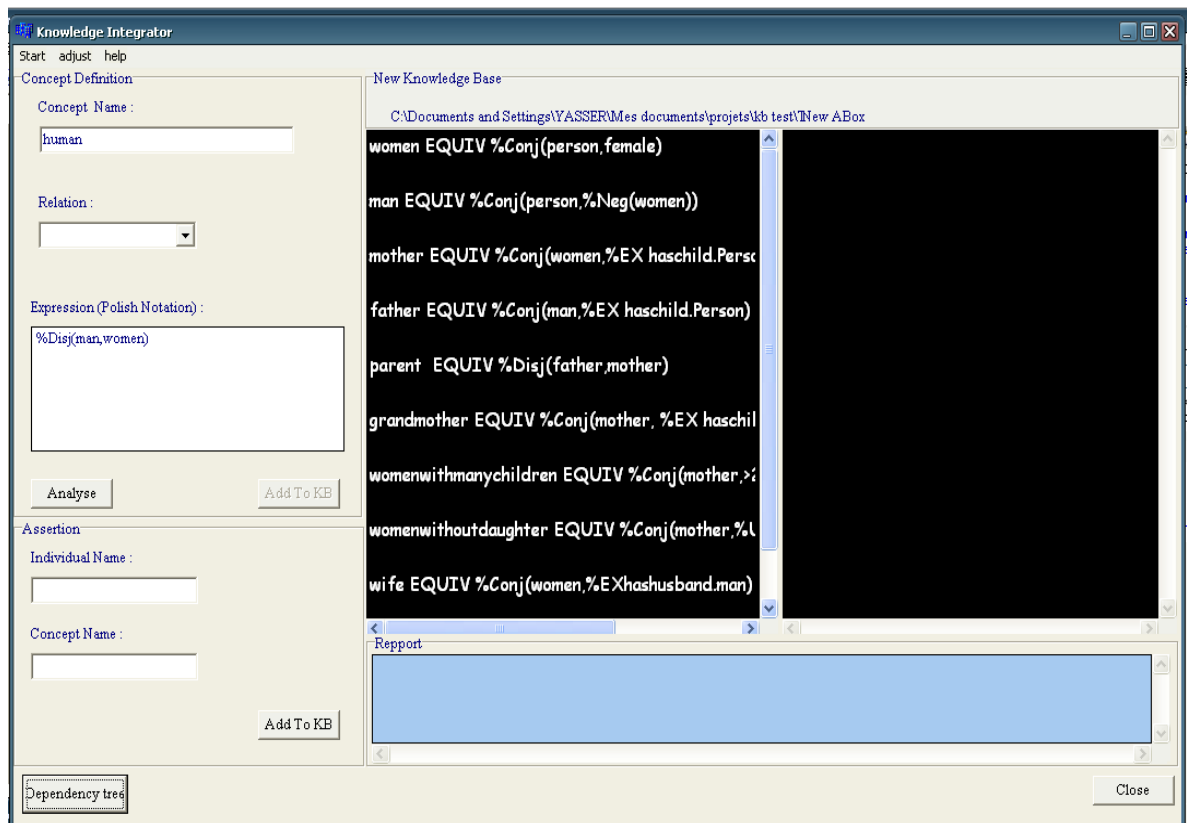 Knowledge Integrator
Start adjust help
Concept Definition
Concept Name :
human
Relation :
Expression (Polish Notation) :
%Disj(man,women)
Analyse
Add To KB
Assertion
Individual Name :
Concept Name :
Add To KB
Dependency tree
New Knowledge Base
C:\Documents and Settings\YASSER\Mes documents\projets\kb test\TNew ABox
women EQUIV %Conj(person,female)
man EQUIV %Conj(person,%Neg(women))
mother EQUIV %Conj(women,%EX haschild.Perso
father EQUIV %Conj(man,%EX haschild.Person)
parent EQUIV %Disj(father,mother)
grandmother EQUIV %Conj(mother, %EX haschil
womenwithmanychildren EQUIV %Conj(mother,>2
womenwithoutdaughter EQUIV %Conj(mother,%U
wife EQUIV %Conj(women,%EXhashusband.man)
Repport
Close